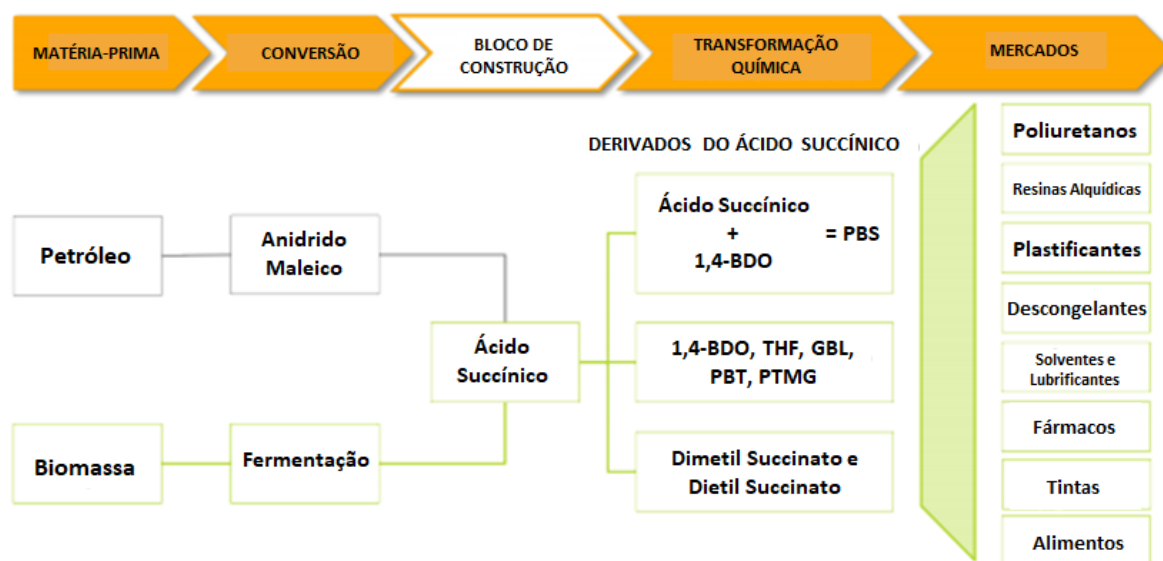 MATÉRIA-PRIMA
CONVERSÃO
BLOCO DE
CONSTRUÇÃO
TRANSFORMAÇÃO
QUÍMICA
MERCADOS
DERIVADOS DO ÁCIDO SUCCÍNICO
Petróleo
Anidrido
Maleico
Biomassa
Fermentação
Ácido
Succínico
Ácido Succínico
+ = PBS
1,4-BDO
1,4-BDO, THF, GBL,
PBT, PTMG
Dimetil Succinato e
Dietil Succinato
Poliuretanos
Resinas Alquídicas
Plastificantes
Descongelantes
Solventes e
Lubrificantes
Fármacos
Tintas
Alimentos